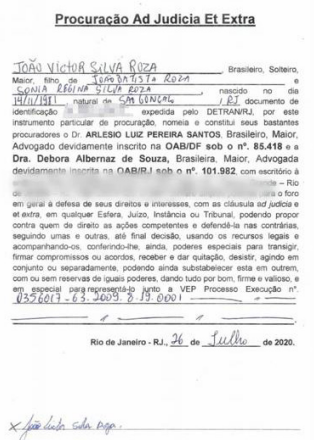 Procuração Ad Judicia Et Extra
JOÃO VICTOR SILVA ROZA, Brasileiro, Solteiro,
Maior, filho de JOÃO BATISTA ROZA e
SONIA REGINA SILVA ROZA, nascido no dia
14/11/1981, natural de SÃO GONÇALO / RJ documento de
identificação expedida pelo DETRAN/RJ, por este
instrumento particular de procuração, nomeia e constitui seus bastantes
procuradores o Dr. ARLESIO LUIZ PEREIRA SANTOS, Brasileiro, Maior,
Advogado devidamente inscrito na OAB/DF sob o nº. 85.418 e a
Dra. Debora Albernaz de Souza, Brasileira, Maior, Advogada
devidamente inscrita na OAB/RJ sob o nº. 101.982, com escritório à
– Rio
de para o foro
em geral à defesa de seus direitos e interesses, com as cláusula ad judicia e
et extra, em qualquer Esfera, Juízo, Instância ou Tribunal, podendo propor
contra quem de direito as ações competentes e defendê-la nas contrárias,
seguindo umas e outras, até final decisão, usando os recursos legais e
acompanhando-os, conferindo-lhe, ainda, poderes especiais para transigir,
firmar compromissos ou acordos, receber e dar quitação, desistir, agindo em
conjunto ou separadamente, podendo ainda substabelecer esta em outrem,
com ou sem reservas de iguais poderes, dando tudo por bom, firme e valioso, e
em especial para representá-lo junto a VEP Processo Execução nº.
0356017-63.2009.8.19.0001
Rio de Janeiro - RJ., 26 de Julho de 2020.
x João Victor Silva Roza.